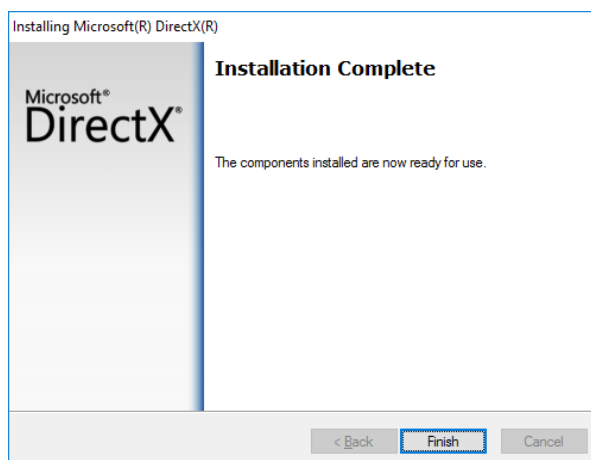 Installing Microsoft(R) DirectX(R)
Installation Complete
Microsoft®
DirectX®
The components installed are now ready for use.
< Back
Finish
Cancel